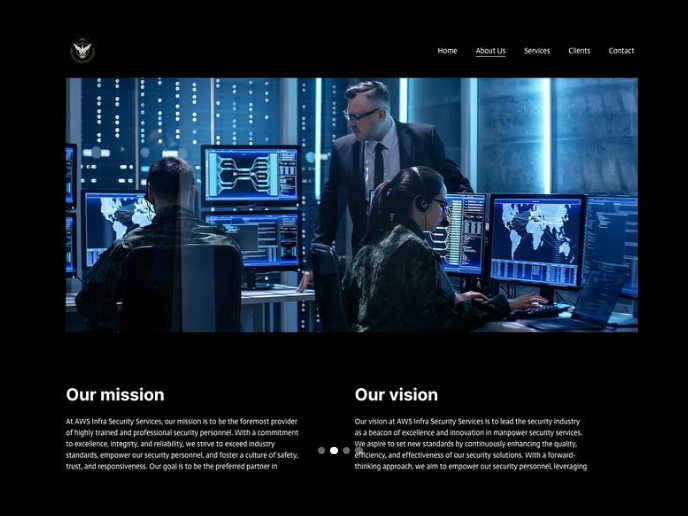 Home About Us Services Clients Contact
Our mission
At AWS Infra Security Services, our mission is to be the foremost provider
of highly trained and professional security personnel. With a commitment
to excellence, integrity, and reliability, we strive to exceed industry
standards, empower our security personnel, and foster a culture of safety,
trust, and responsiveness. Our goal is to be the preferred partner in
Our vision
Our vision at AWS Infra Security Services is to lead the security industry
as a beacon of excellence and innovation in manpower security services.
We aspire to set new standards by continuously enhancing the quality,
efficiency, and effectiveness of our security solutions. With a forward-
thinking approach, we aim to empower our security personnel, leveraging